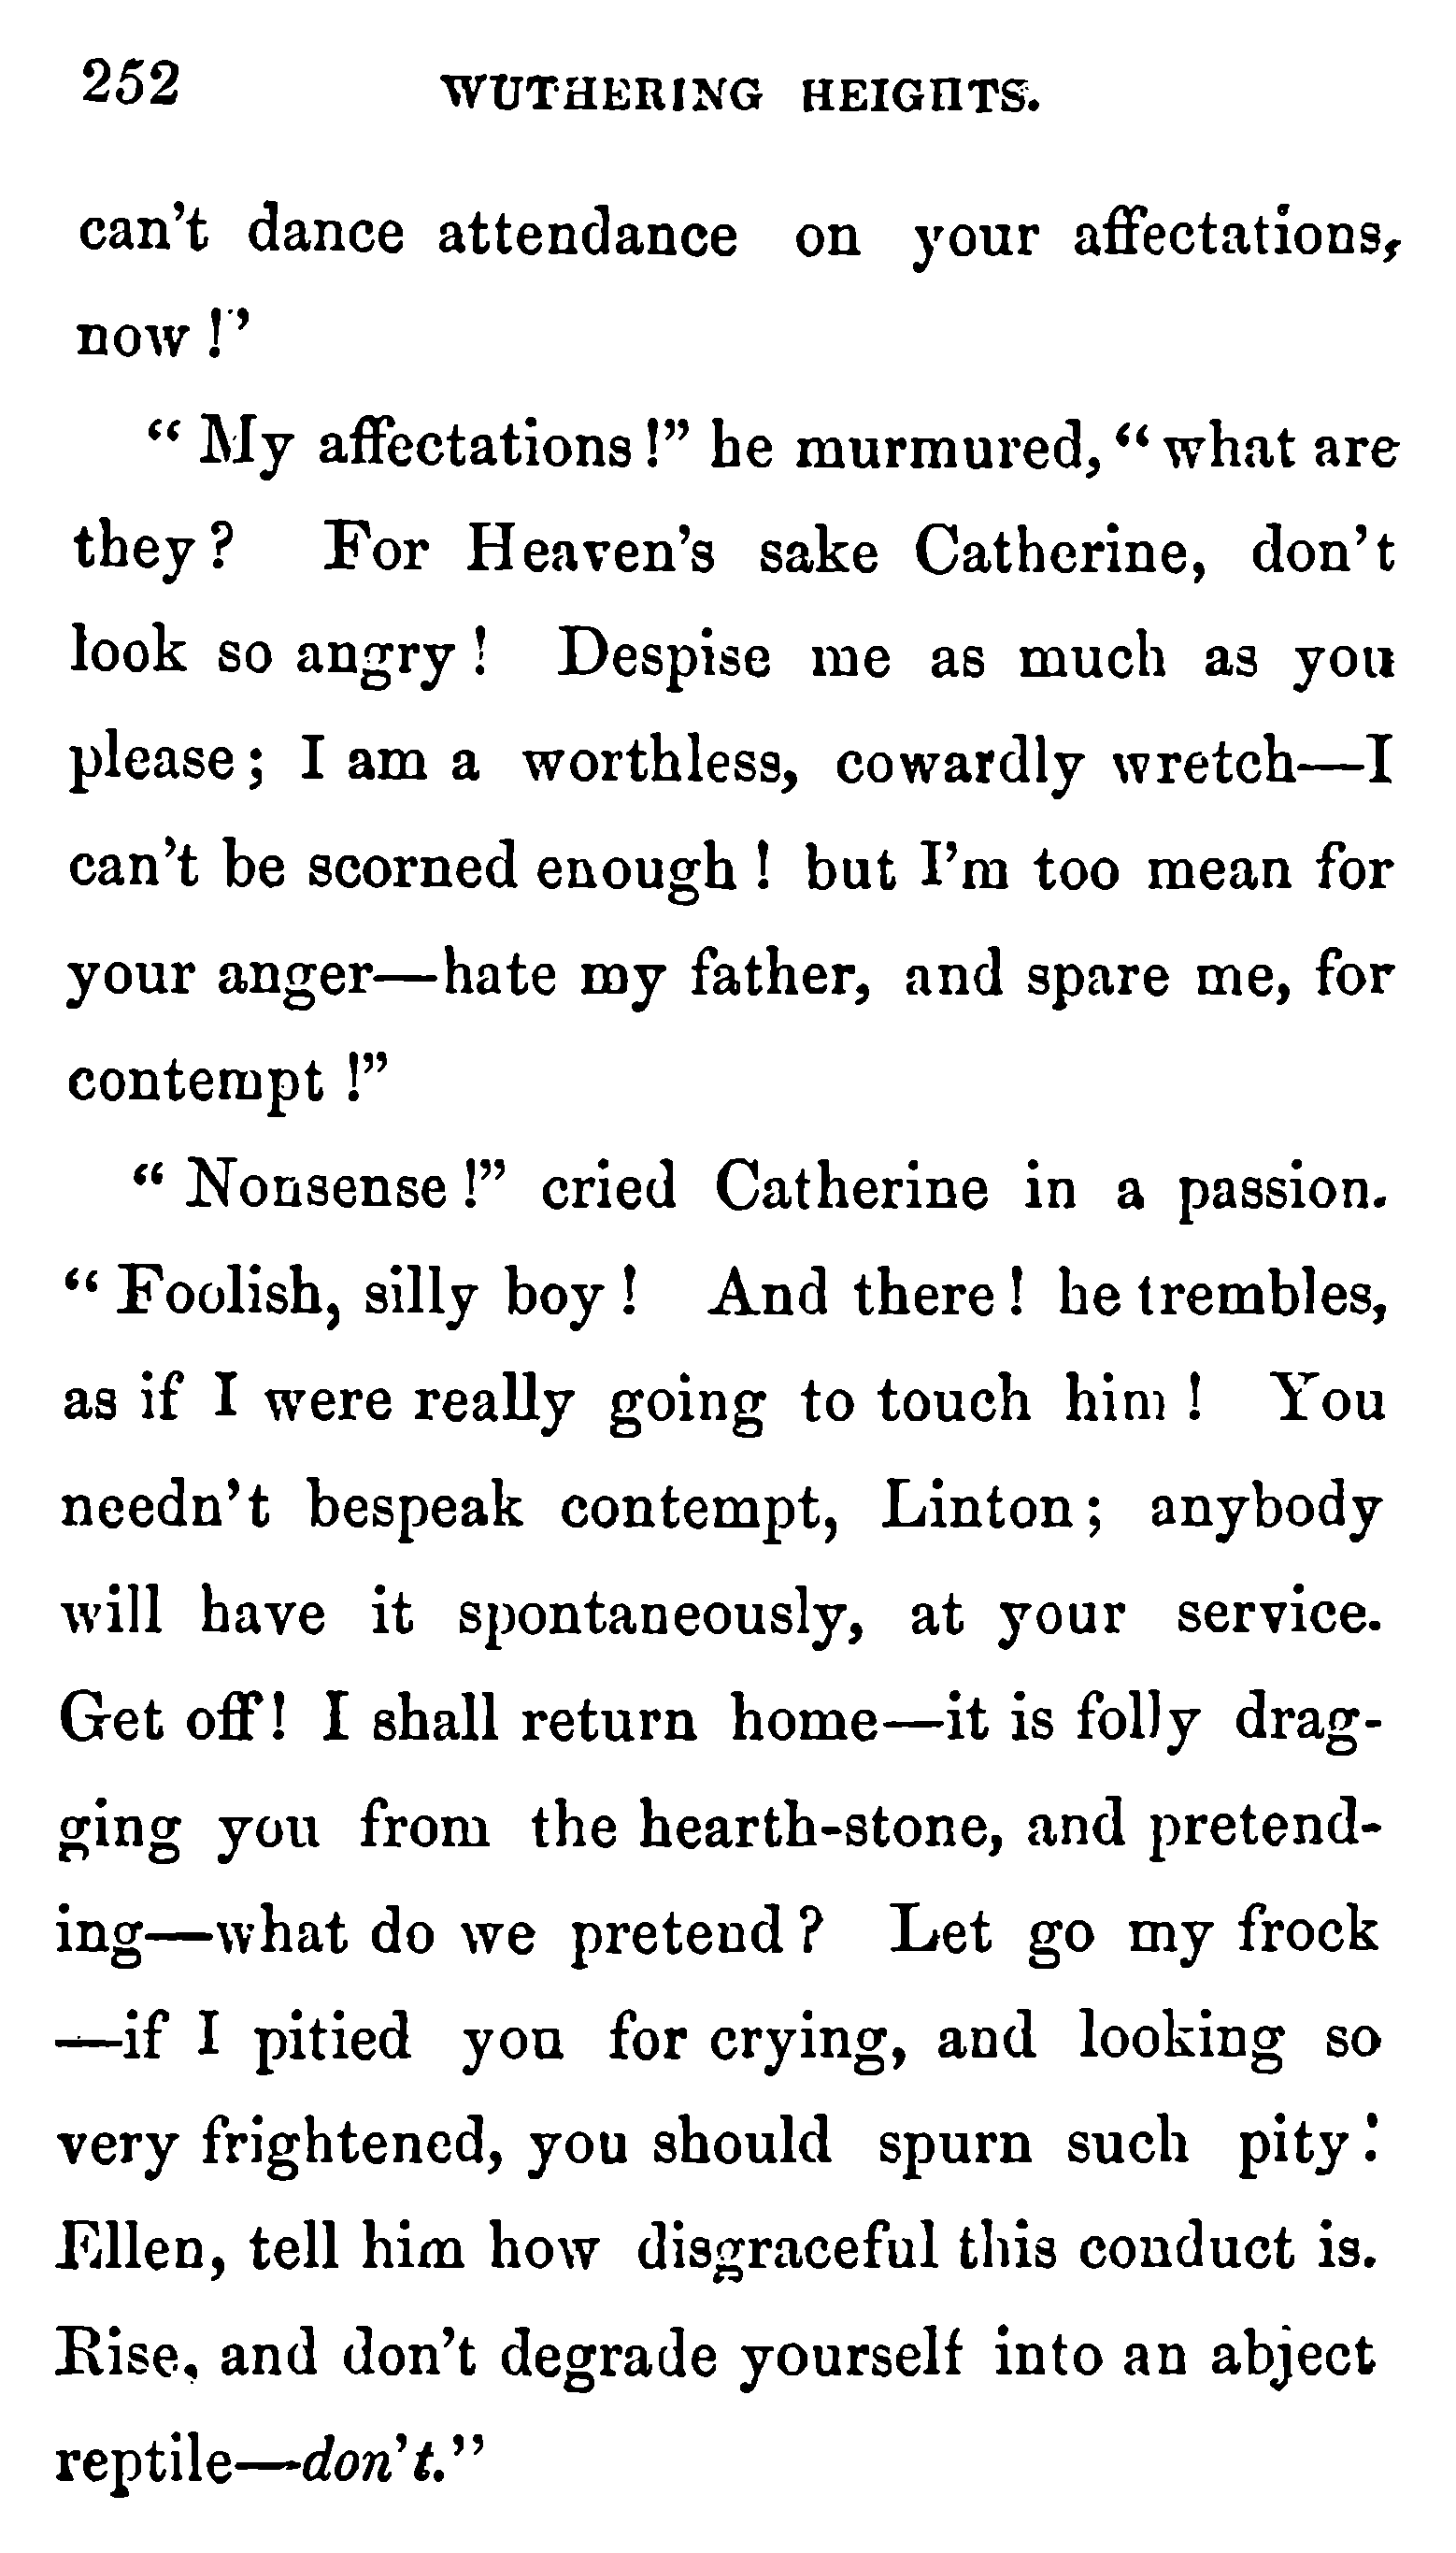 252 WUTHERING HEIGHTS.
can't dance attendance on your affectations,
now!"
"My affectations!" he murmured, "what are
they? For Heaven's sake Catherine, don't
look so angry! Despise me as much as you
please; I am a worthless, cowardly wretch—I
can't be scorned enough! but I'm too mean for
your anger—hate my father, and spare me, for
contempt!"
"Nonsense!" cried Catherine in a passion.
"Foolish, silly boy! And there! he trembles,
as if I were really going to touch him! You
needn't bespeak contempt, Linton; anybody
will have it spontaneously, at your service.
Get off! I shall return home—it is folly drag-
ging you from the hearth-stone, and pretend-
ing—what do we pretend? Let go my frock
—if I pitied you for crying, and looking so
very frightened, you should spurn such pity!
Ellen, tell him how disgraceful this conduct is.
Rise, and don't degrade yourself into an abject
reptile—don't."